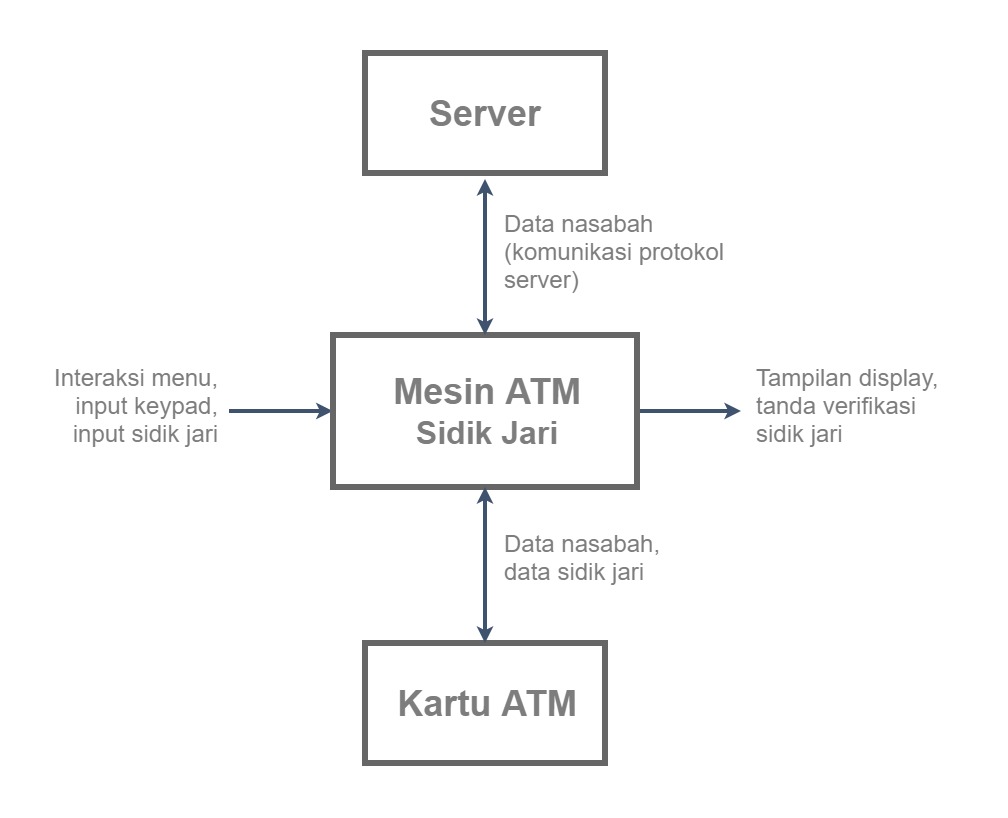 Server
Data nasabah
(komunikasi protokol
server)
Interaksi menu,
input keypad,
input sidik jari
Mesin ATM
Sidik Jari
Tampilan display,
tanda verifikasi
sidik jari
Data nasabah,
data sidik jari
Kartu ATM